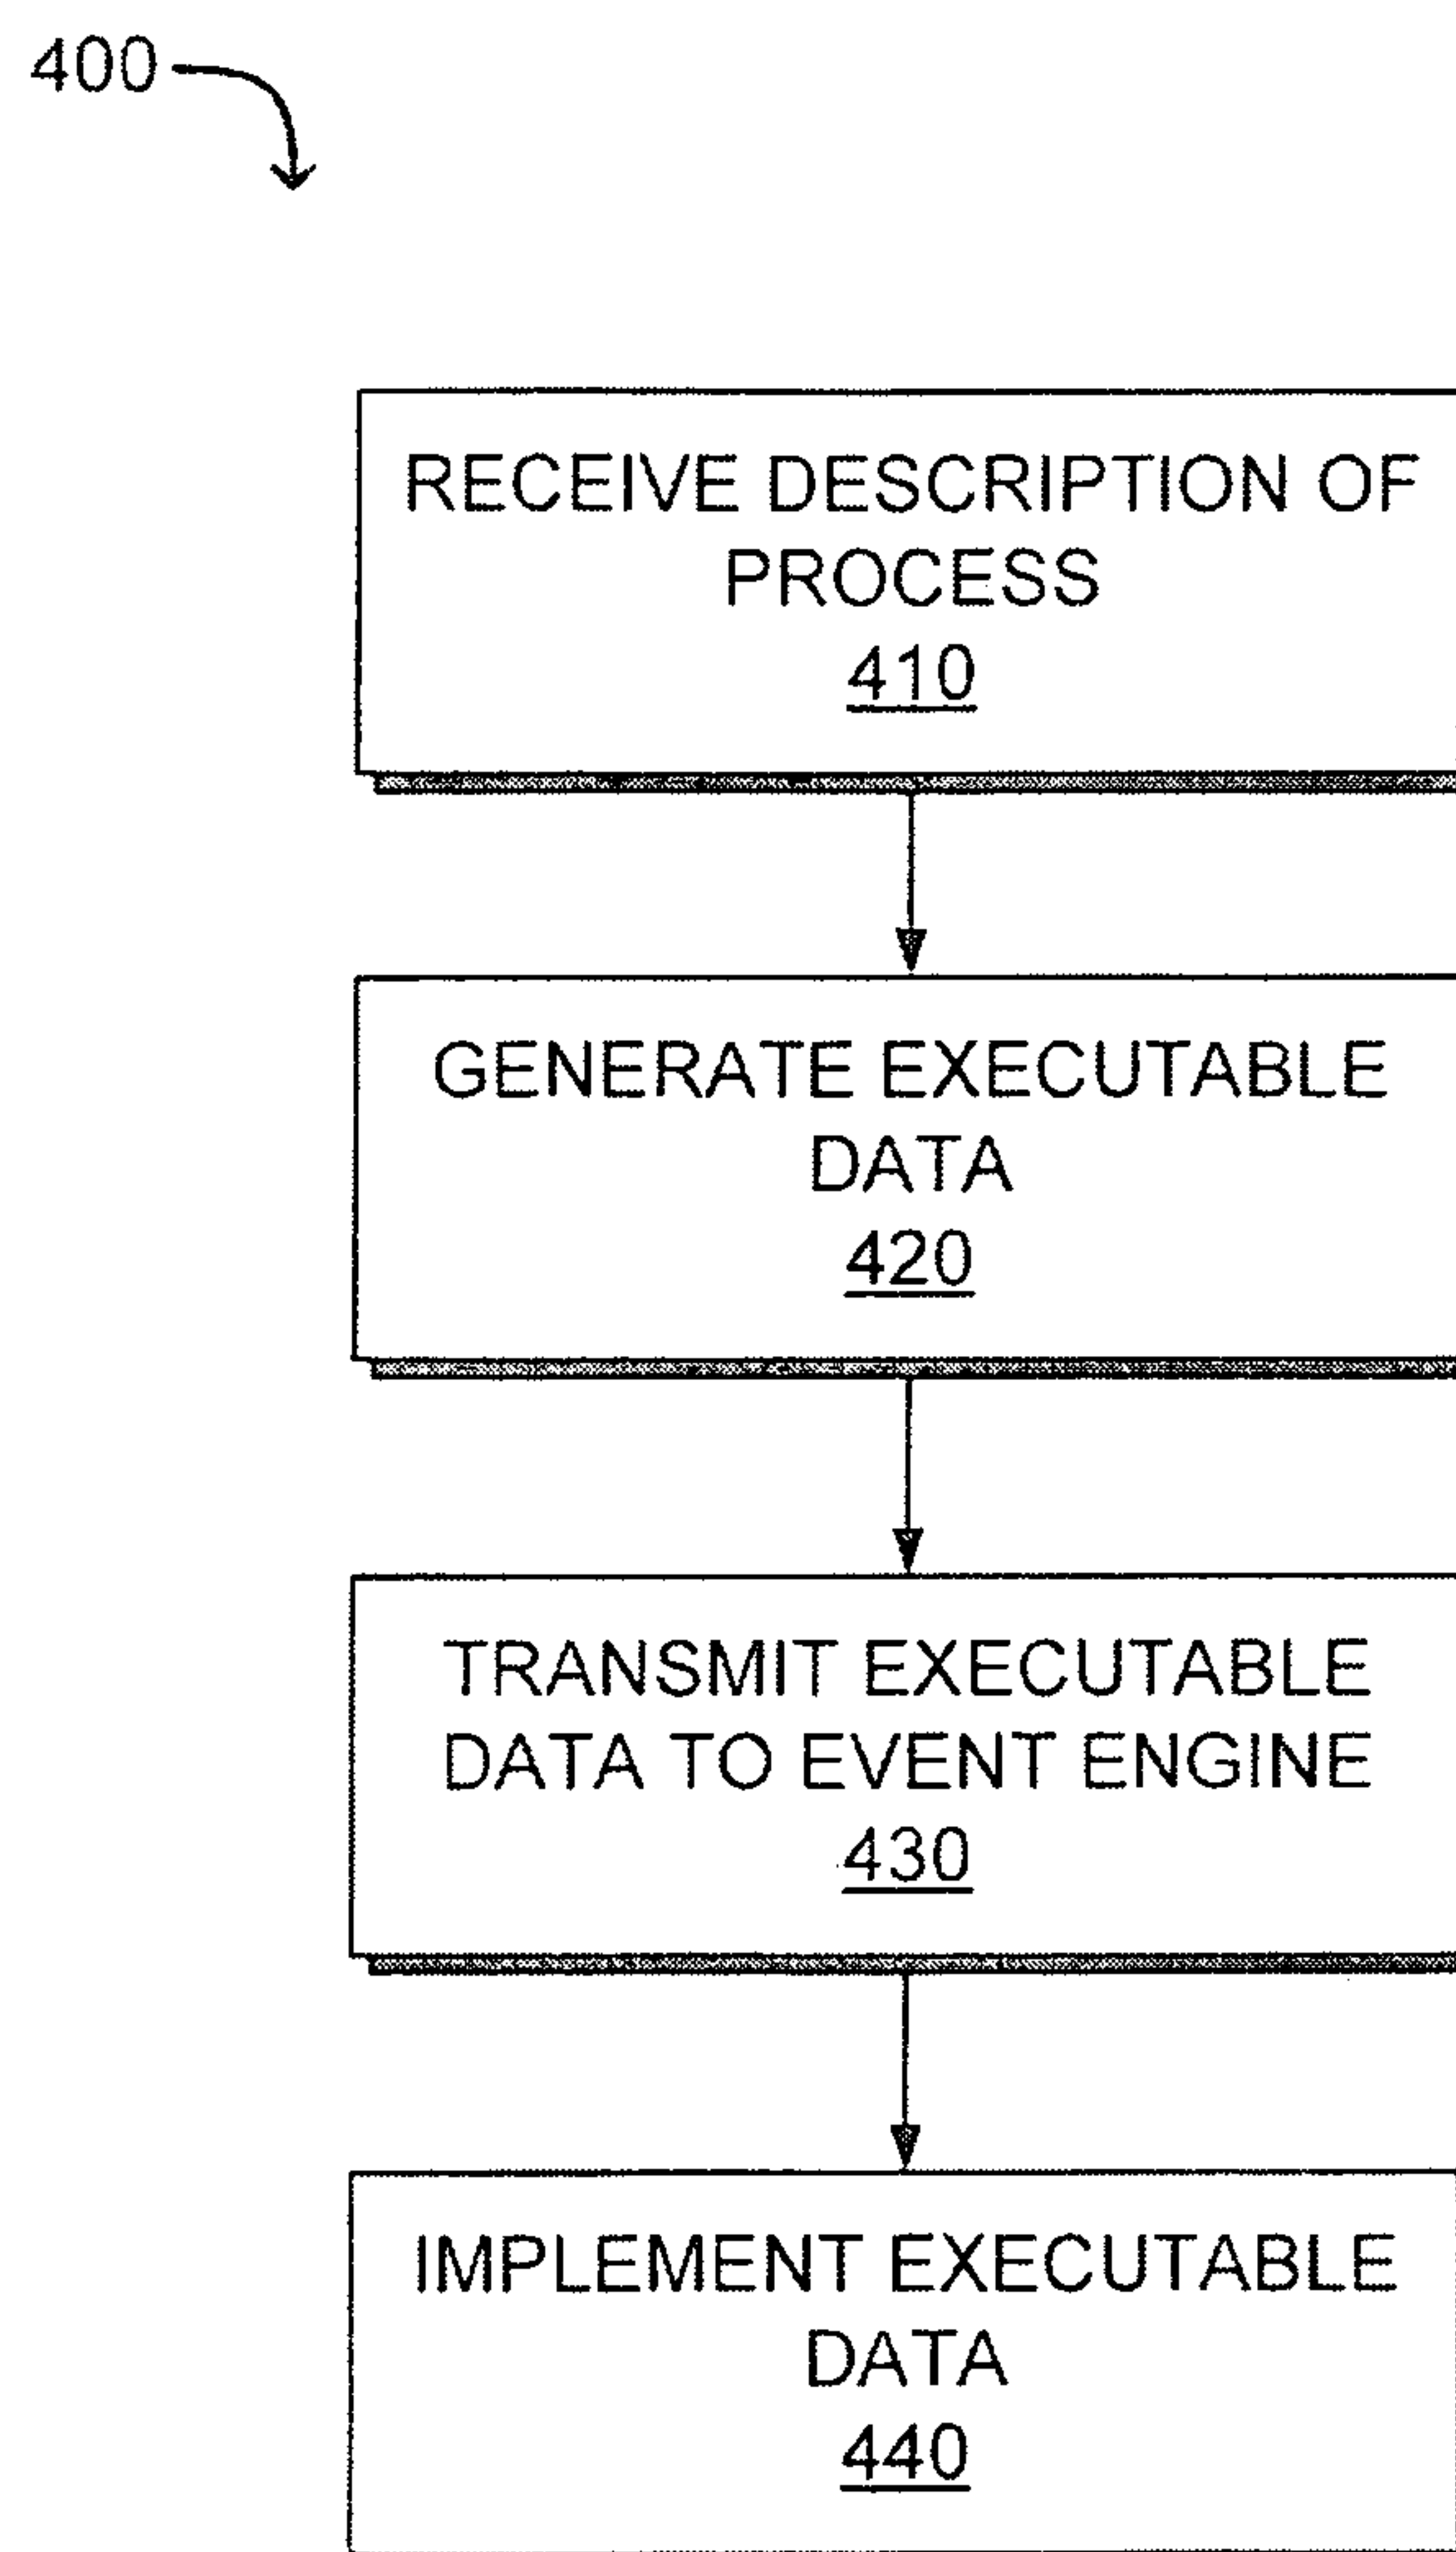 400
RECEIVE DESCRIPTION OF
PROCESS
410
GENERATE EXECUTABLE
DATA
420
TRANSMIT EXECUTABLE
DATA TO EVENT ENGINE
430
IMPLEMENT EXECUTABLE
DATA
440